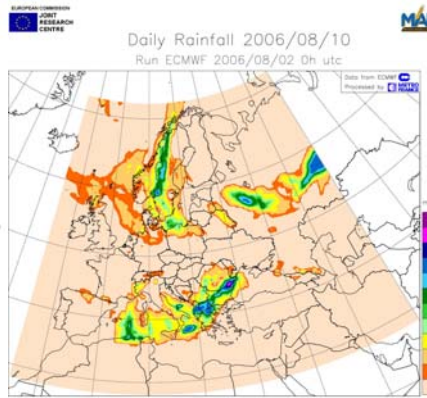 EUROPEAN COMMISSION
JOINT
RESEARCH
CENTRE
MA
Daily Rainfall 2006/08/10
Run ECMWF 2006/08/02 0h utc
Data from ECMWF
Processed by METEO FRANCE